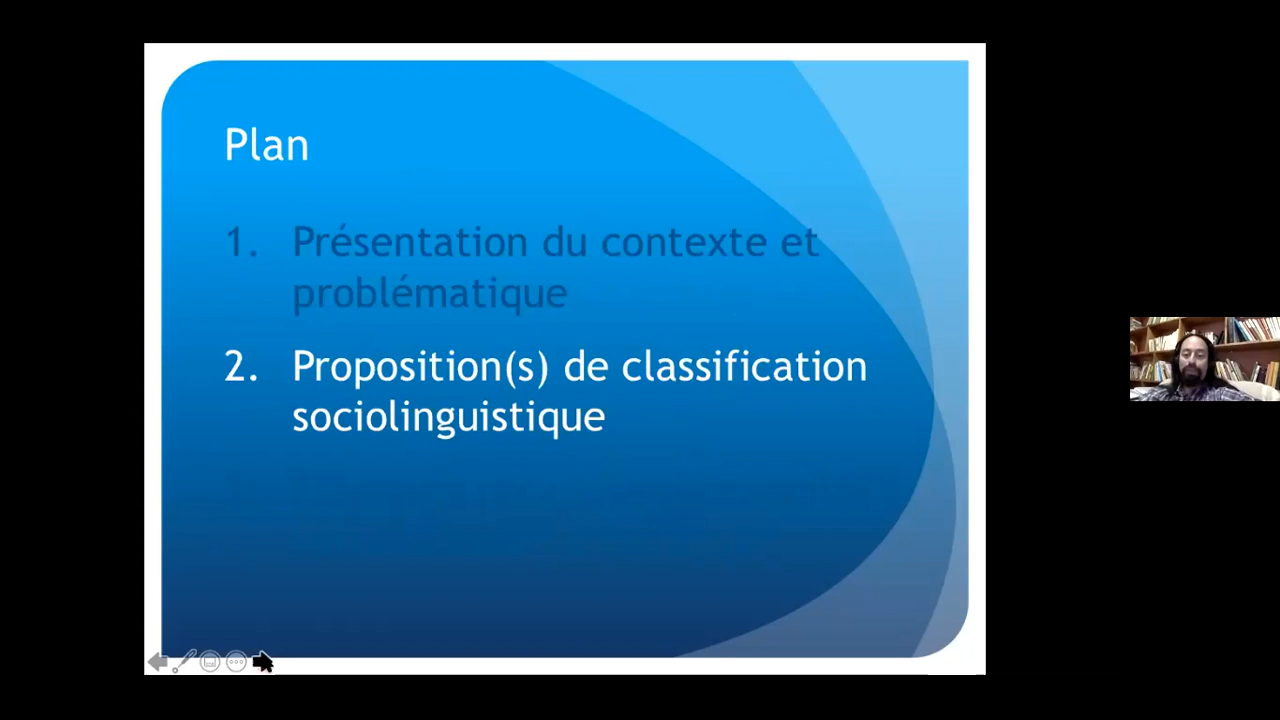 Plan
1. Présentation du contexte et
problématique
2. Proposition(s) de classification
sociolinguistique